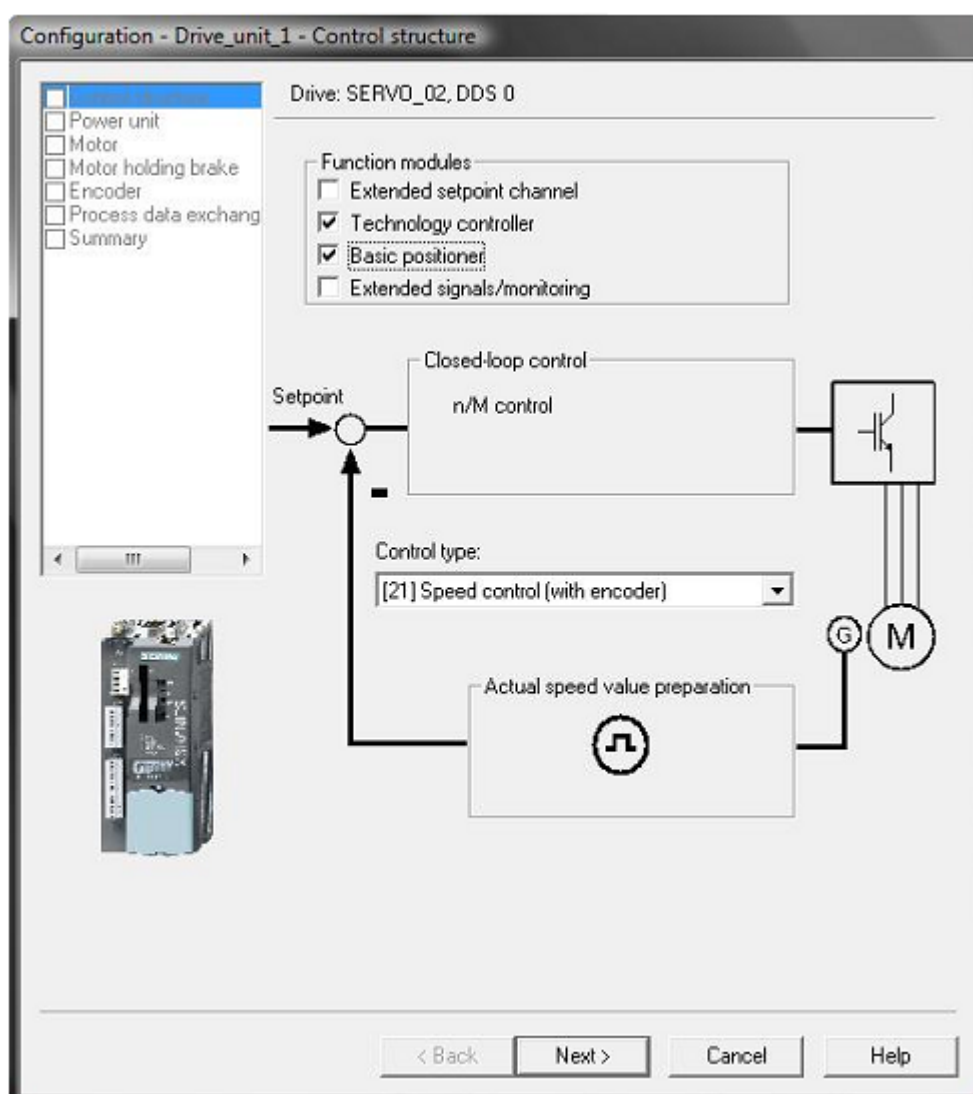 Configuration - Drive_unit_1 - Control structure
Drive: SERVO_02, DDS 0
Power unit
Motor
Motor holding brake
Encoder
Process data exchang
Summary
Function modules
Extended setpoint channel
Technology controller
Basic positioner
Extended signals/monitoring
Closed-loop control
Setpoint
n/M control
Control type:
[21] Speed control (with encoder)
G
M
Actual speed value preparation
< Back
Next >
Cancel
Help